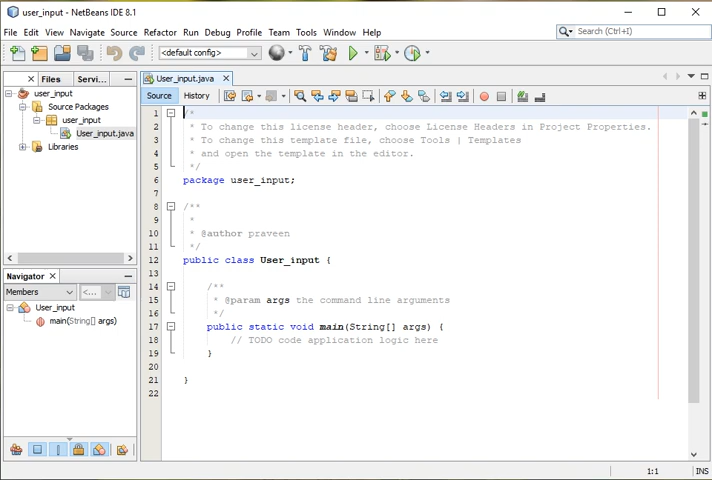 user_input - NetBeans IDE 8.1
File Edit View Navigate Source Refactor Run Debug Profile Team Tools Window Help
Search (Ctrl+I)
<default config>
Files Servi...
user_input
Source Packages
user_input
User_input.java
Libraries
Navigator
Members
<...
User_input
main(String[] args)
User_input.java
Source History
1 /*
2 * To change this license header, choose License Headers in Project Properties.
3 * To change this template file, choose Tools | Templates
4 * and open the template in the editor.
5 */
6 package user_input;
7
8 /**
9 *
10 * @author praveen
11 */
12 public class User_input {
13
14 /**
15 * @param args the command line arguments
16 */
17 public static void main(String[] args) {
18 // TODO code application logic here
19 }
20
21 }
22
1:1 INS